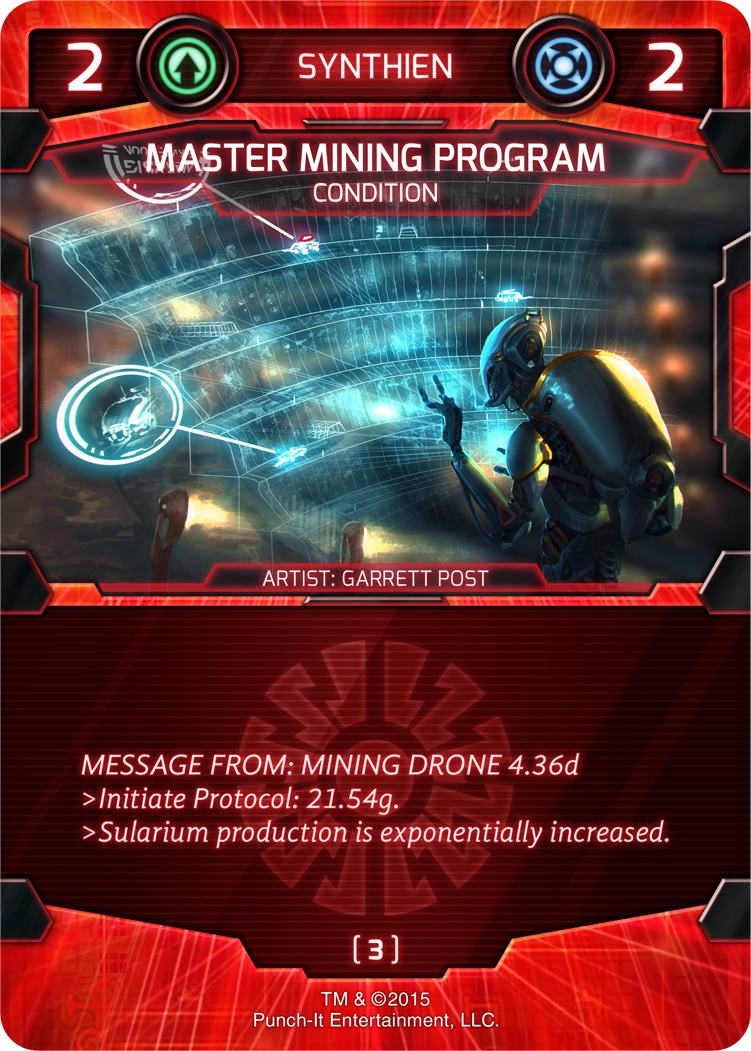 2 SYNTHIEN 2
MASTER MINING PROGRAM
CONDITION
ARTIST: GARRETT POST
MESSAGE FROM: MINING DRONE 4.36d
>Initiate Protocol: 21.54g.
>Sularium production is exponentially increased.
[3]
TM & ©2015
Punch-It Entertainment, LLC.